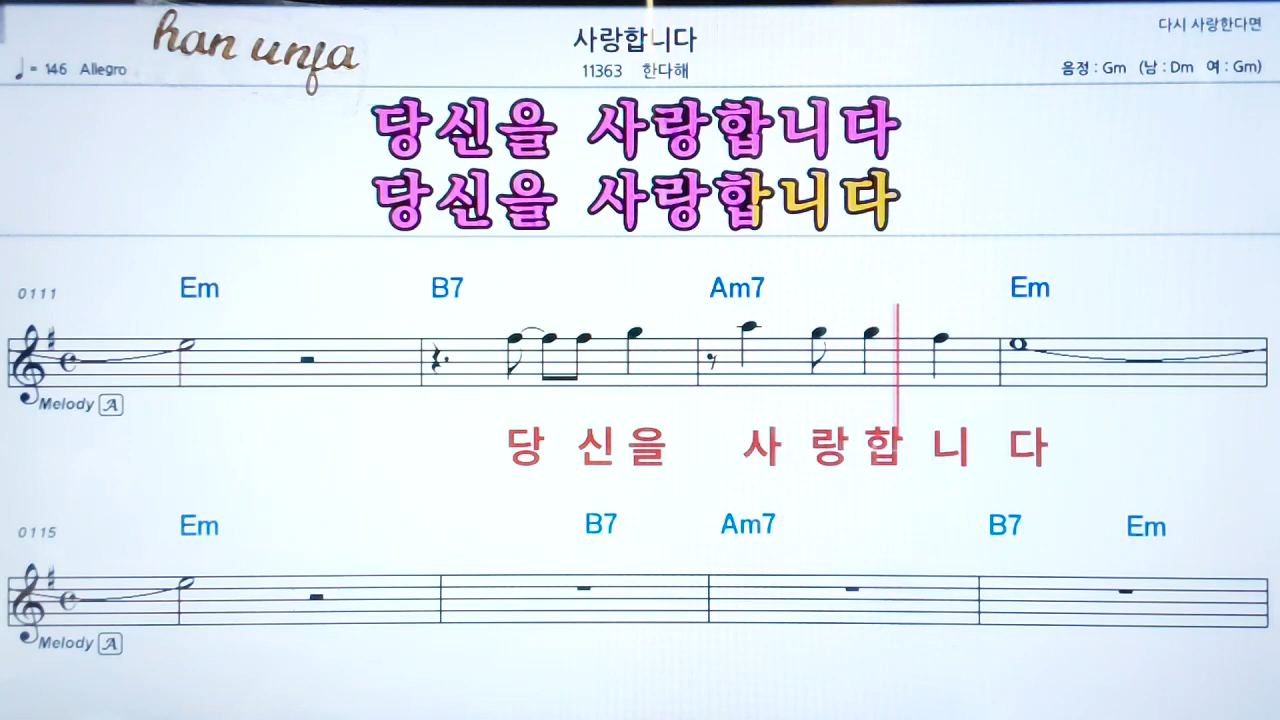 han unja
사랑합니다
다시 사랑한다면
♩= 146 Allegro
11363 한다해
음정 : Gm (남 : Dm 여 : Gm)
당신을 사랑합니다
당신을 사랑합니다
0111 Em B7 Am7 Em
Melody A
당 신을 사 랑합 니 다
0115 Em B7 Am7 B7 Em
Melody A